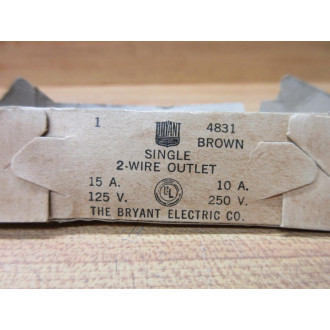 1 BRYANT 4831
BROWN
SINGLE
2-WIRE OUTLET
15 A. UL 10 A.
125 V. 250 V.
THE BRYANT ELECTRIC CO.